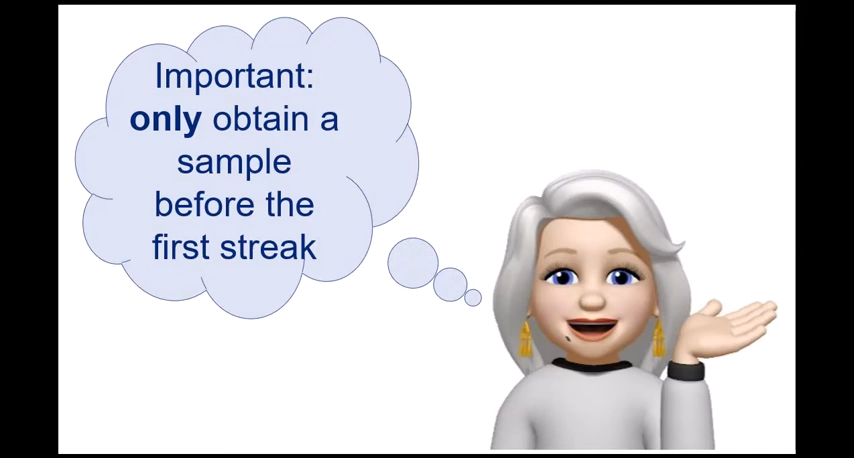 Important:
only obtain a
sample
before the
first streak